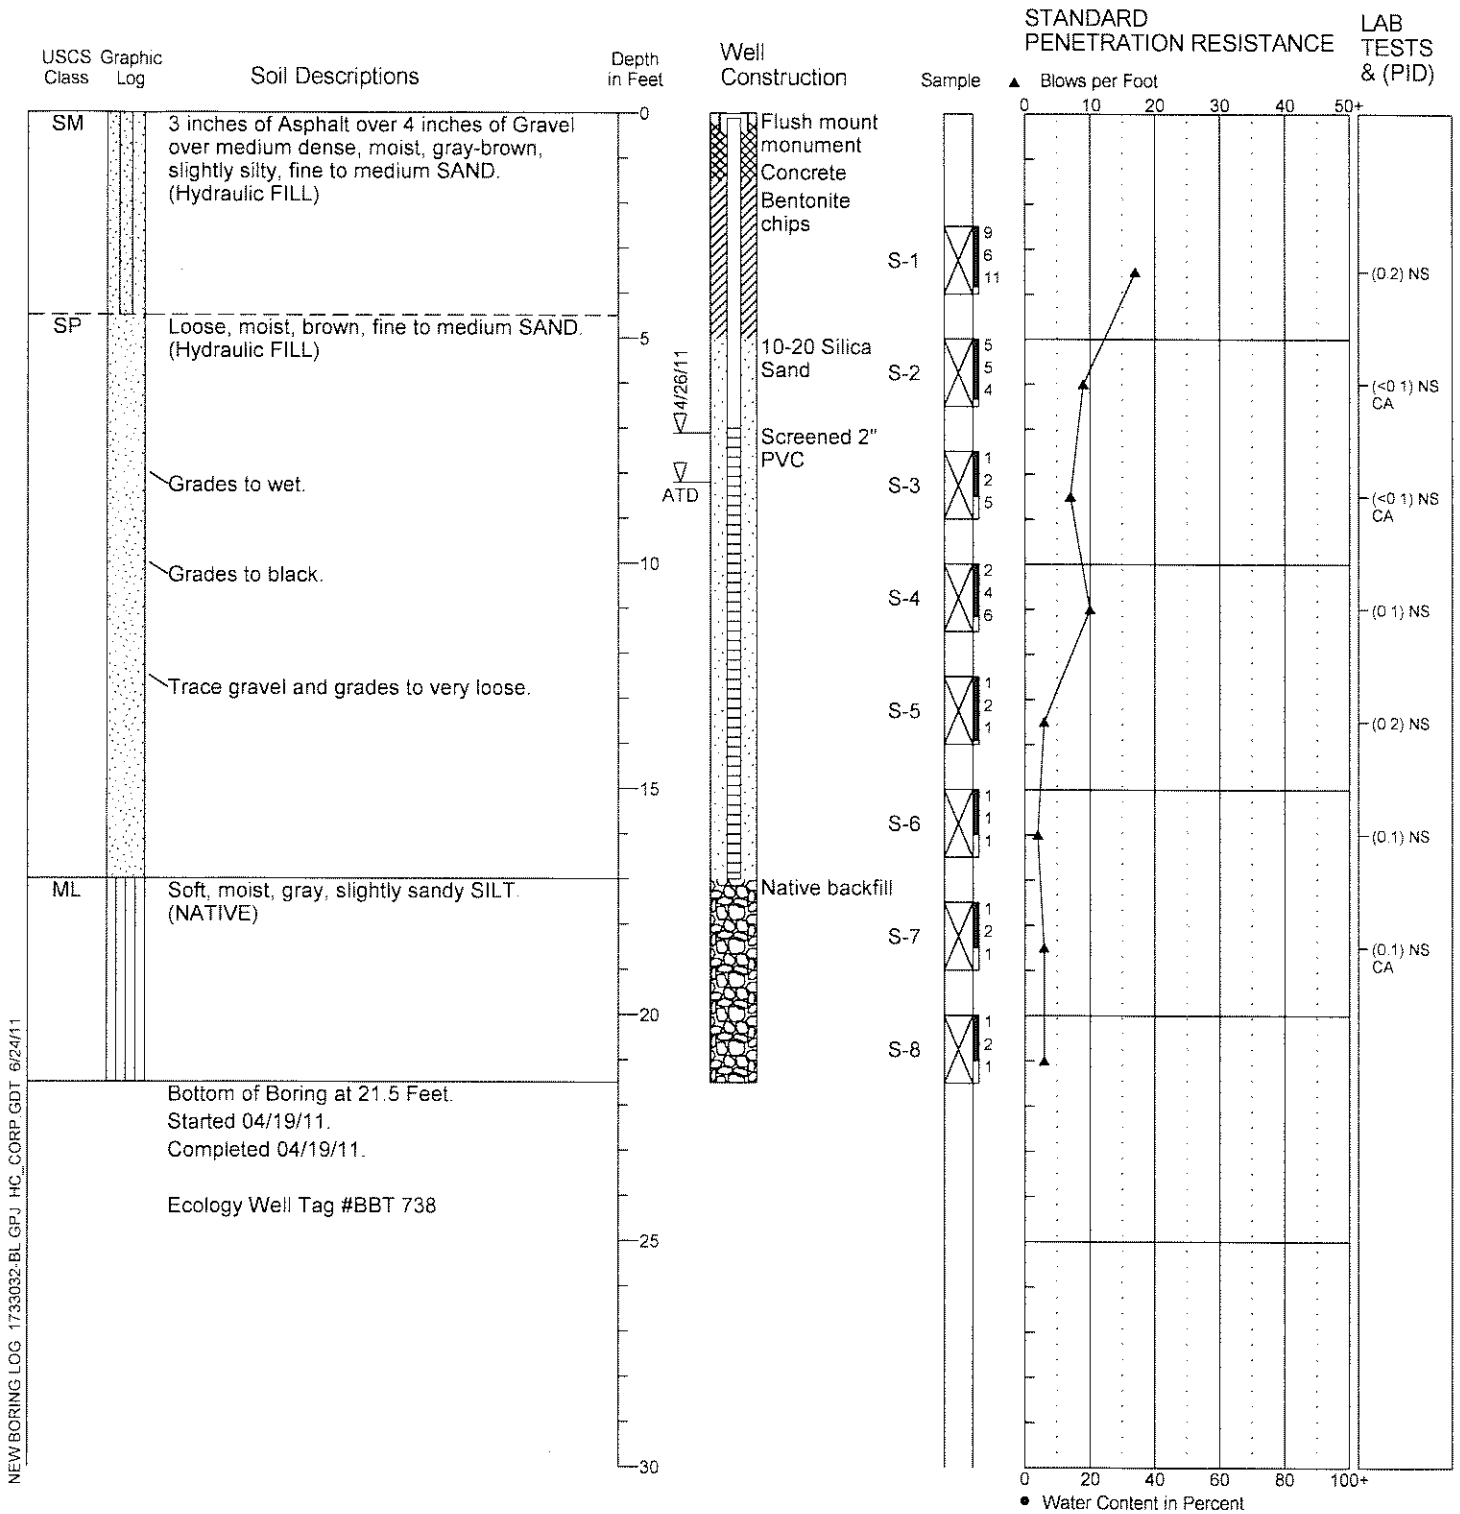 STANDARD
PENETRATION RESISTANCE
LAB
TESTS
& (PID)
USCS Graphic
Class Log
Soil Descriptions
Depth
in Feet
Well
Construction
Sample
▲ Blows per Foot
0 10 20 30 40 50+
SM
3 inches of Asphalt over 4 inches of Gravel
over medium dense, moist, gray-brown,
slightly silty, fine to medium SAND.
(Hydraulic FILL)
SP
Loose, moist, brown, fine to medium SAND.
(Hydraulic FILL)
Grades to wet.
Grades to black.
Trace gravel and grades to very loose.
ML
Soft, moist, gray, slightly sandy SILT.
(NATIVE)
Bottom of Boring at 21.5 Feet.
Started 04/19/11.
Completed 04/19/11.
Ecology Well Tag #BBT 738
0
5
10
15
20
25
30
4/26/11
ATD
Flush mount
monument
Concrete
Bentonite
chips
10-20 Silica
Sand
Screened 2"
PVC
Native backfill
S-1
9
6
11
S-2
5
5
4
S-3
1
2
5
S-4
2
4
6
S-5
1
2
1
S-6
1
1
1
S-7
1
2
1
S-8
1
2
1
(0.2) NS
(<0 1) NS
CA
(<0 1) NS
CA
(0 1) NS
(0 2) NS
(0.1) NS
(0.1) NS
CA
0 20 40 60 80 100+
● Water Content in Percent
NEW BORING LOG 1733032-BL.GPJ HC_CORP.GDT 6/24/11